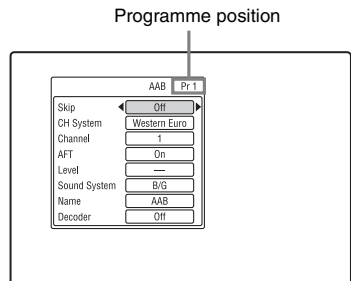 Programme position
AAB Pr 1
Skip Off
CH System Western Euro
Channel 1
AFT On
Level —
Sound System B/G
Name AAB
Decoder Off